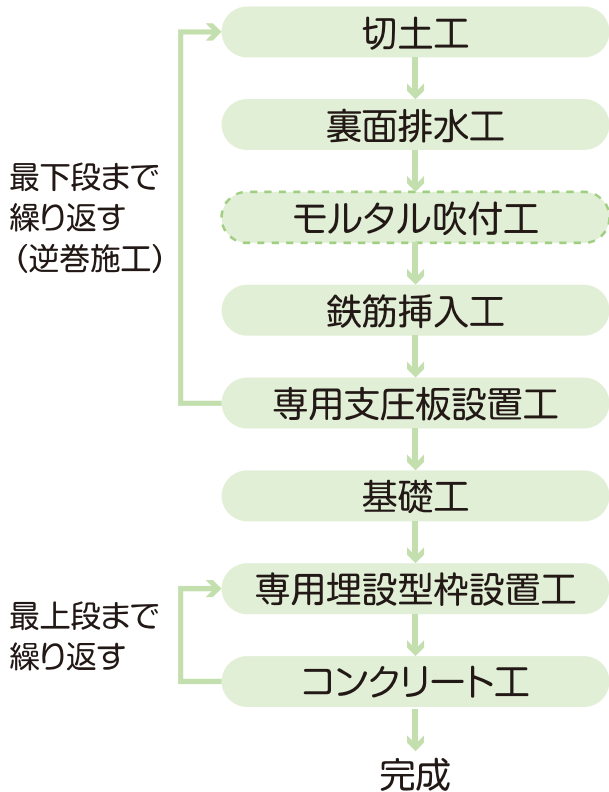 切土工
裏面排水工
最下段まで
繰り返す
（逆巻施工）
モルタル吹付工
鉄筋挿入工
専用支圧板設置工
基礎工
専用埋設型枠設置工
最上段まで
繰り返す
コンクリート工
完成